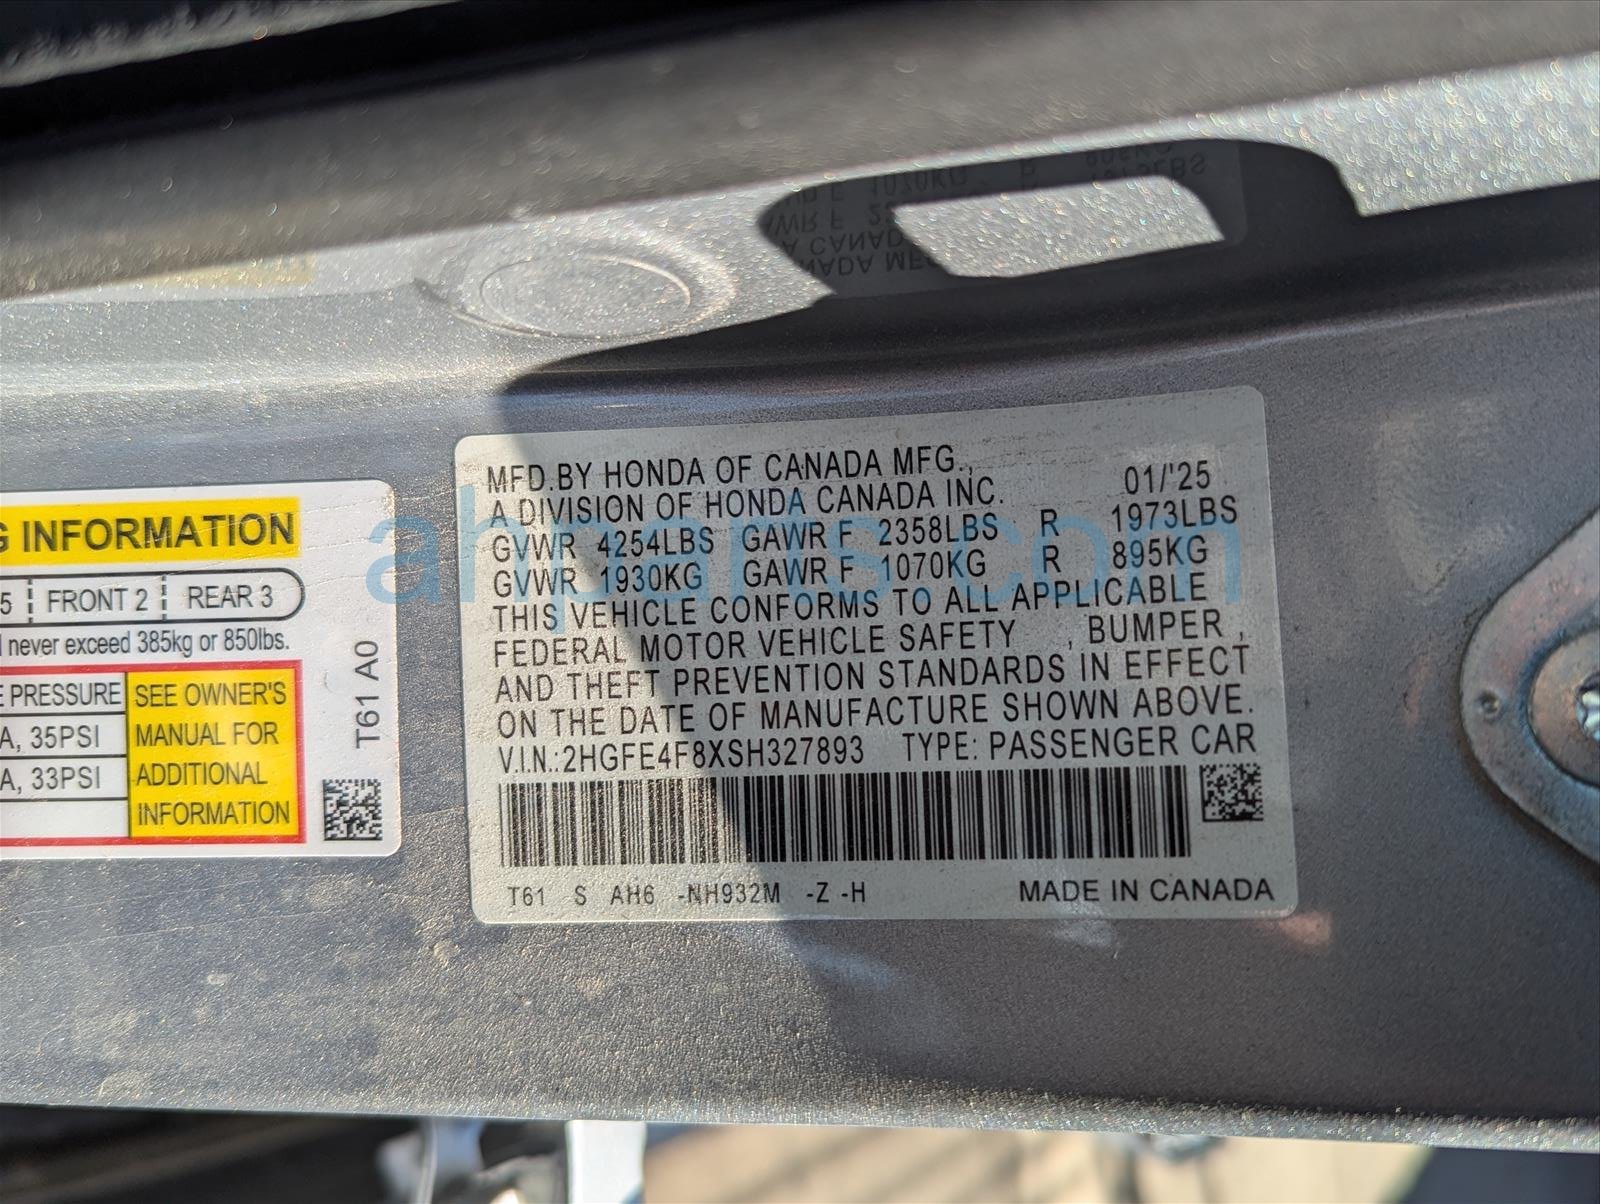 G INFORMATION
5 FRONT 2 REAR 3
never exceed 385kg or 850lbs.
E PRESSURE
A, 35PSI
A, 33PSI
SEE OWNER'S
MANUAL FOR
ADDITIONAL
INFORMATION
T61 A0
MFD.BY HONDA OF CANADA MFG.,
A DIVISION OF HONDA CANADA INC. 01/'25
GVWR 4254LBS GAWR F 2358LBS R 1973LBS
GVWR 1930KG GAWR F 1070KG R 895KG
THIS VEHICLE CONFORMS TO ALL APPLICABLE
FEDERAL MOTOR VEHICLE SAFETY , BUMPER ,
AND THEFT PREVENTION STANDARDS IN EFFECT
ON THE DATE OF MANUFACTURE SHOWN ABOVE.
V.I.N.:2HGFE4F8XSH327893 TYPE: PASSENGER CAR
T61 S AH6 -NH932M -Z -H MADE IN CANADA
ahparts.com